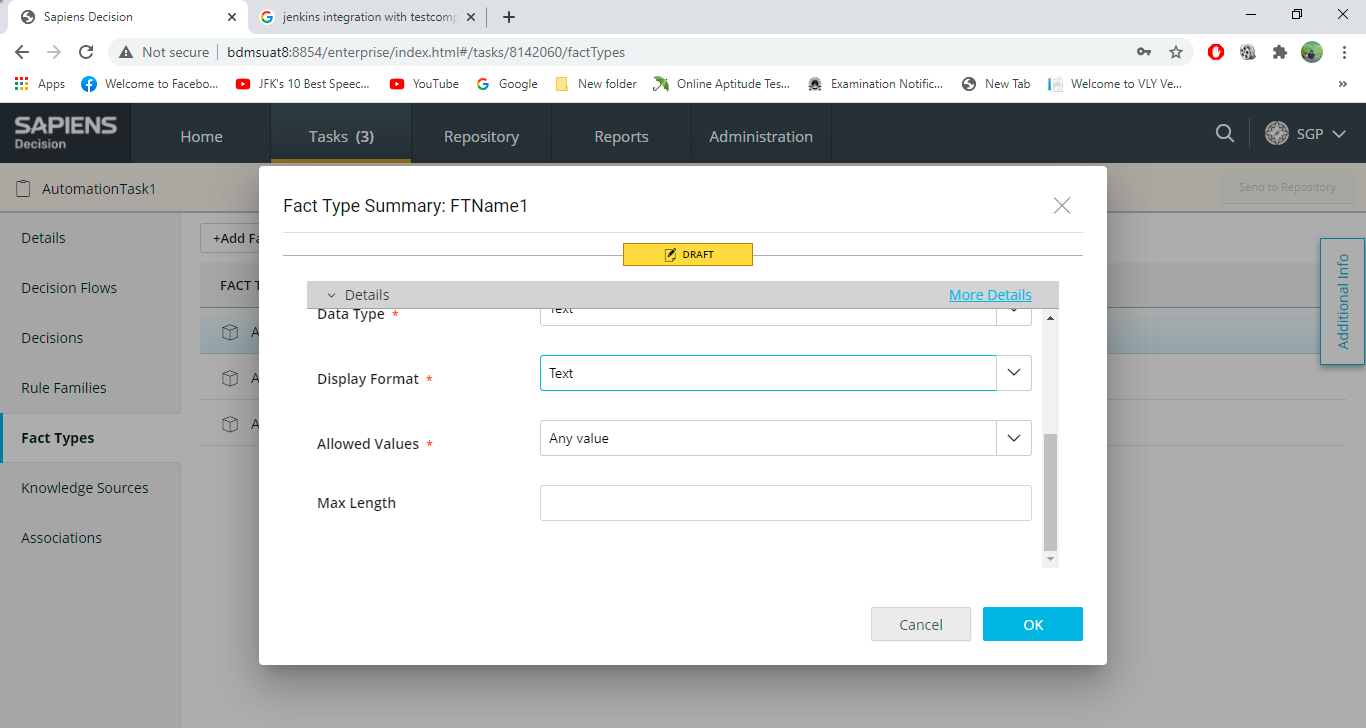 Sapiens Decision
jenkins integration with testcomp
Not secure
bdmsuat8:8854/enterprise/index.html#/tasks/8142060/factTypes
Apps
Welcome to Facebo...
JFK's 10 Best Speec...
YouTube
Google
New folder
Online Aptitude Tes...
Examination Notific...
New Tab
Welcome to VLY Ve...
»
SAPIENS
Decision
Home
Tasks (3)
Repository
Reports
Administration
SGP
AutomationTask1
Send to Repository
Details
Decision Flows
Decisions
Rule Families
Fact Types
Knowledge Sources
Associations
+Add Fa
FACT T
A
A
A
Additional Info
Fact Type Summary: FTName1
DRAFT
Details
More Details
Data Type *
Text
Display Format *
Text
Allowed Values *
Any value
Max Length
Cancel
OK